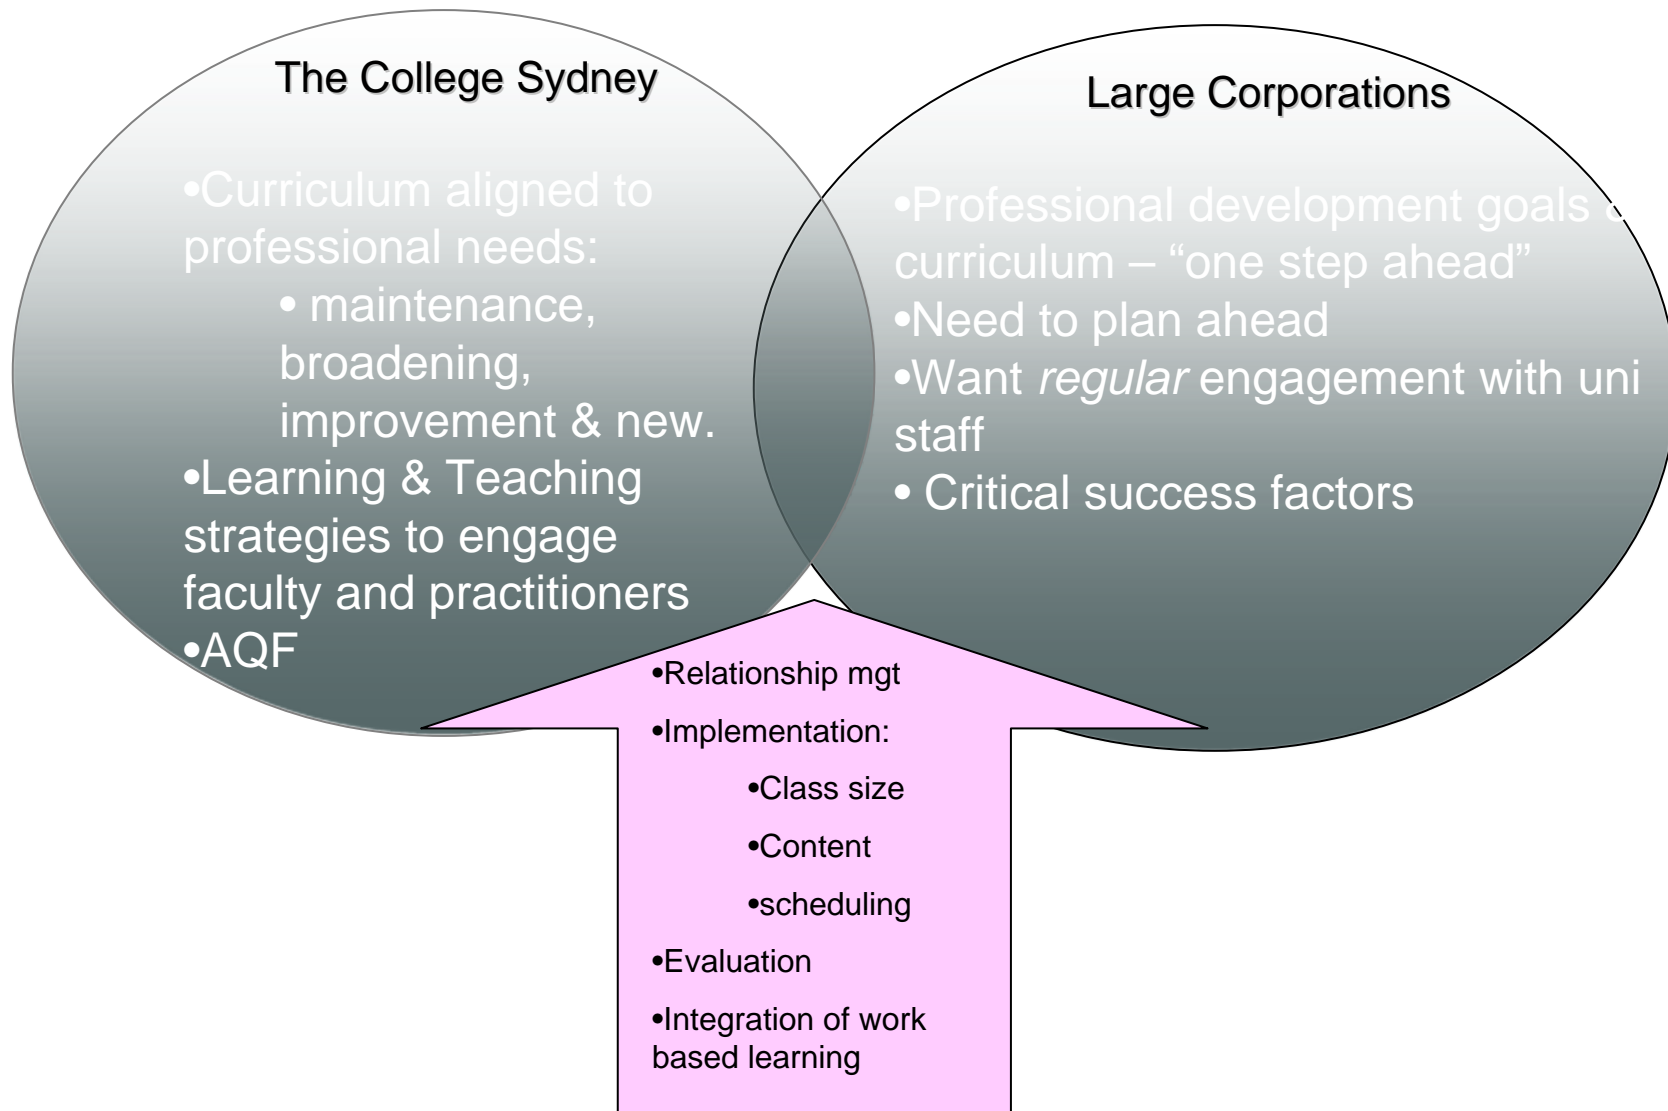 The College Sydney
•Curriculum aligned to
professional needs:
• maintenance,
broadening,
improvement & new.
•Learning & Teaching
strategies to engage
faculty and practitioners
•AQF
Large Corporations
•Professional development goals &
curriculum – “one step ahead”
•Need to plan ahead
•Want regular engagement with uni
staff
• Critical success factors
•Relationship mgt
•Implementation:
•Class size
•Content
•scheduling
•Evaluation
•Integration of work
based learning